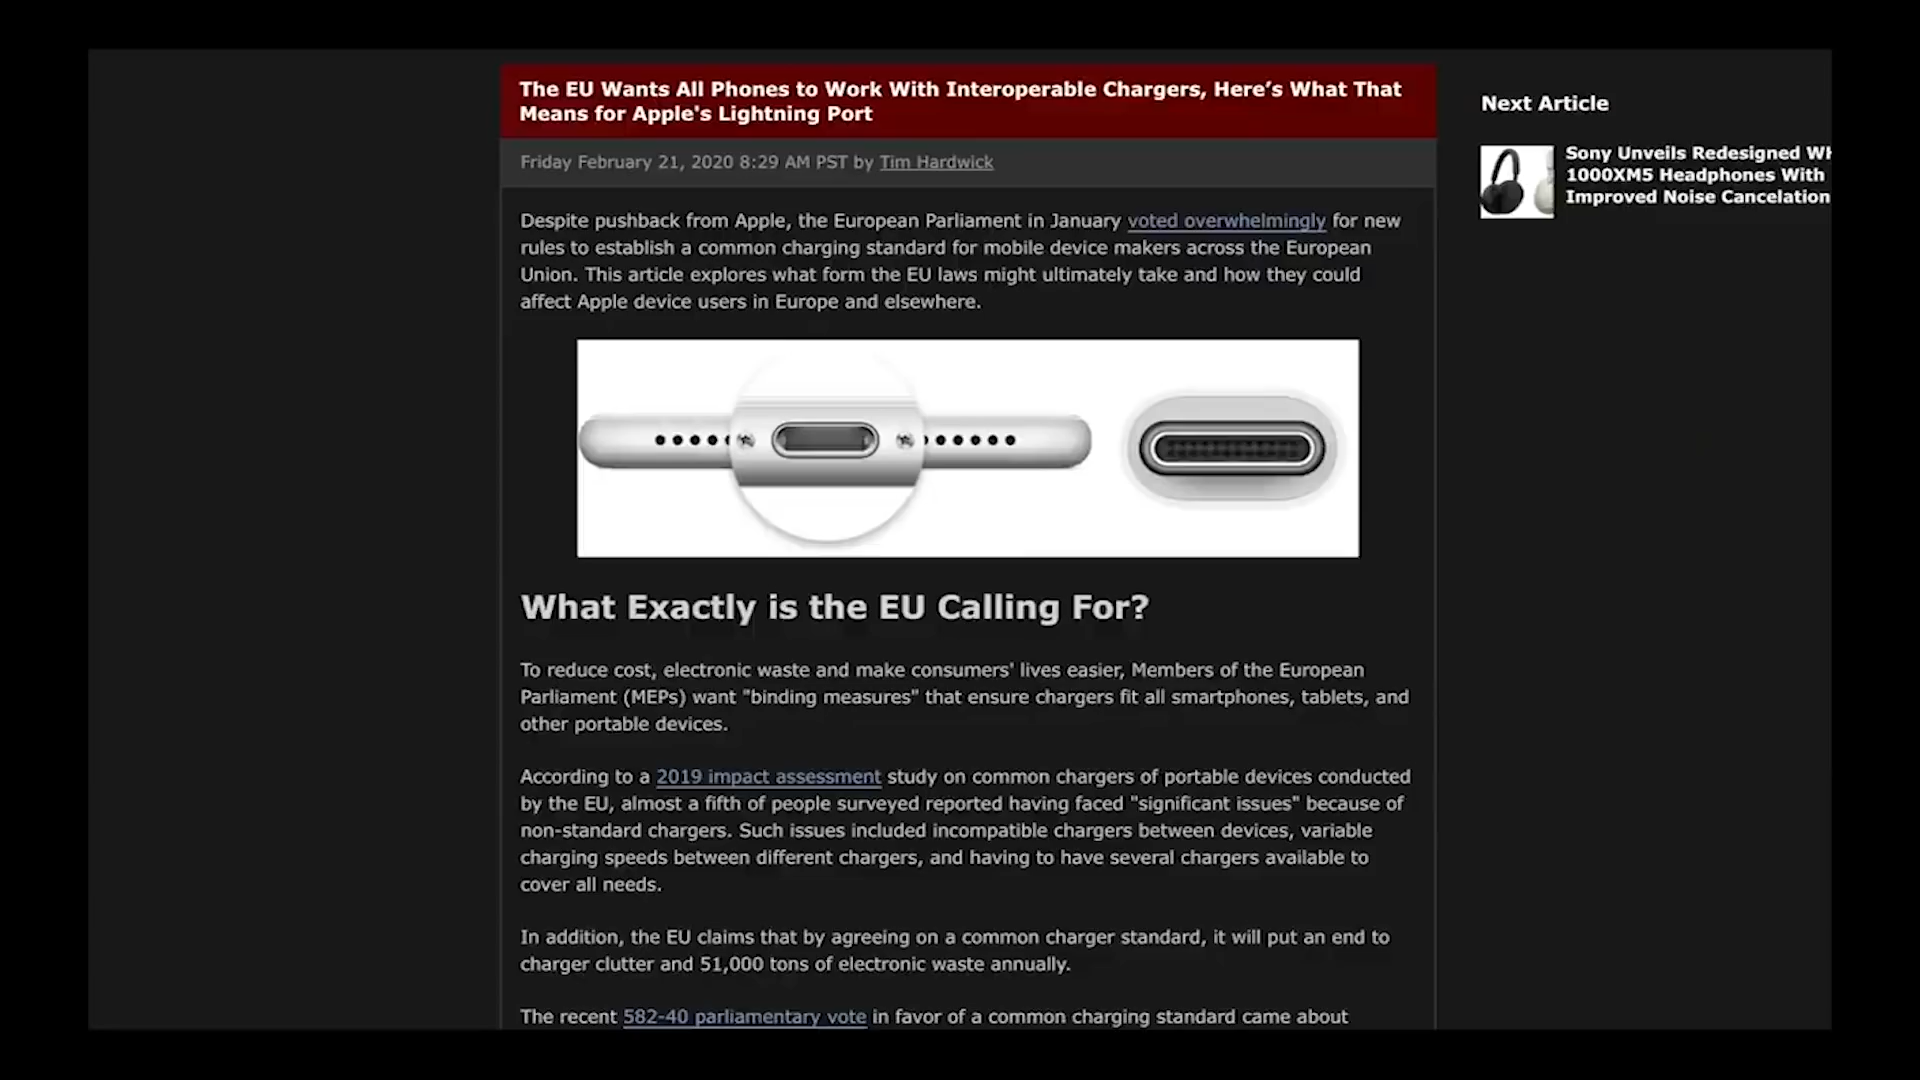 The EU Wants All Phones to Work With Interoperable Chargers, Here’s What That
Means for Apple's Lightning Port
Friday February 21, 2020 8:29 AM PST by Tim Hardwick
Despite pushback from Apple, the European Parliament in January voted overwhelmingly for new
rules to establish a common charging standard for mobile device makers across the European
Union. This article explores what form the EU laws might ultimately take and how they could
affect Apple device users in Europe and elsewhere.
What Exactly is the EU Calling For?
To reduce cost, electronic waste and make consumers' lives easier, Members of the European
Parliament (MEPs) want "binding measures" that ensure chargers fit all smartphones, tablets, and
other portable devices.
According to a 2019 impact assessment study on common chargers of portable devices conducted
by the EU, almost a fifth of people surveyed reported having faced "significant issues" because of
non-standard chargers. Such issues included incompatible chargers between devices, variable
charging speeds between different chargers, and having to have several chargers available to
cover all needs.
In addition, the EU claims that by agreeing on a common charger standard, it will put an end to
charger clutter and 51,000 tons of electronic waste annually.
The recent 582-40 parliamentary vote in favor of a common charging standard came about
Next Article
Sony Unveils Redesigned
1000XM5 Headphones With
Improved Noise Cancelation